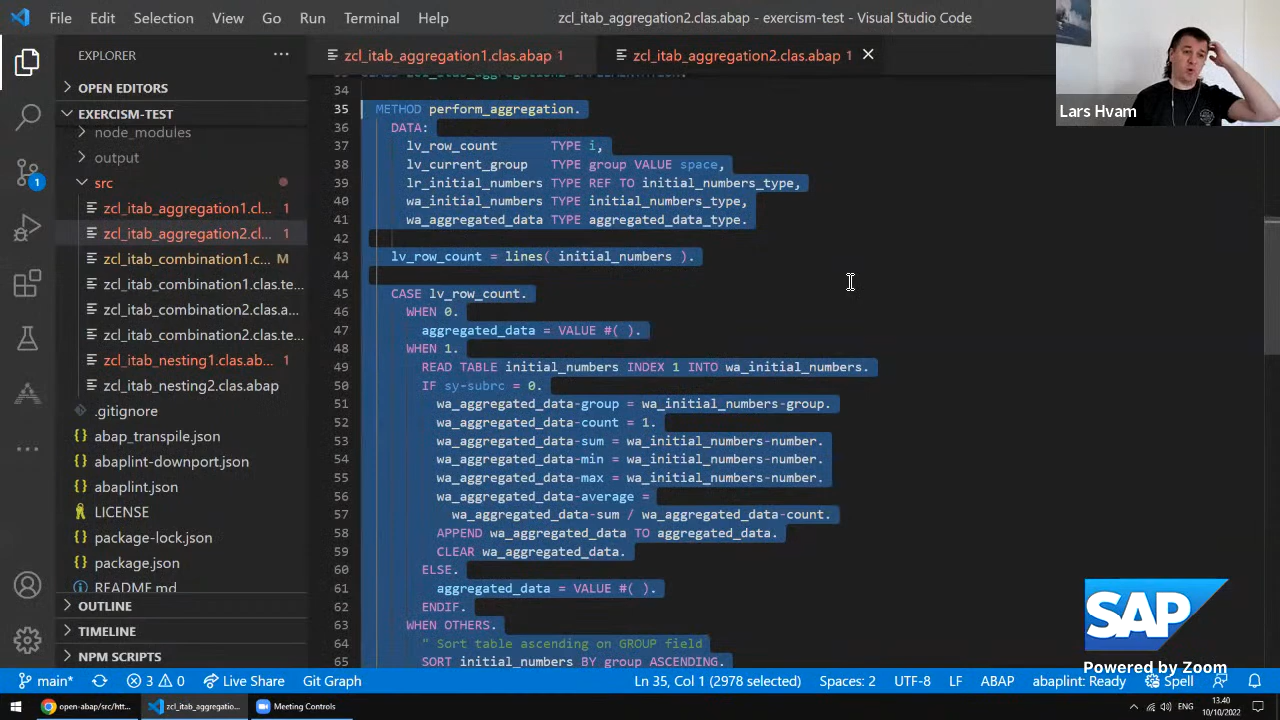 File Edit Selection View Go Run Terminal Help
zcl_itab_aggregation2.clas.abap - exercism-test - Visual Studio Code
EXPLORER
OPEN EDITORS
EXERCISM-TEST
node_modules
output
src
zcl_itab_aggregation1.cl... 1
zcl_itab_aggregation2.cl... 1
zcl_itab_combination1.c... M
zcl_itab_combination1.clas.te...
zcl_itab_combination2.clas.a...
zcl_itab_combination2.clas.te...
zcl_itab_nesting1.clas.ab... 1
zcl_itab_nesting2.clas.abap
.gitignore
abap_transpile.json
abaplint-downport.json
abaplint.json
LICENSE
package-lock.json
package.json
README.md
OUTLINE
TIMELINE
NPM SCRIPTS
1
zcl_itab_aggregation1.clas.abap 1
zcl_itab_aggregation2.clas.abap 1
34
35 METHOD perform_aggregation.
36 DATA:
37 lv_row_count TYPE i,
38 lv_current_group TYPE group VALUE space,
39 lr_initial_numbers TYPE REF TO initial_numbers_type,
40 wa_initial_numbers TYPE initial_numbers_type,
41 wa_aggregated_data TYPE aggregated_data_type.
42
43 lv_row_count = lines( initial_numbers ).
44
45 CASE lv_row_count.
46 WHEN 0.
47 aggregated_data = VALUE #( ).
48 WHEN 1.
49 READ TABLE initial_numbers INDEX 1 INTO wa_initial_numbers.
50 IF sy-subrc = 0.
51 wa_aggregated_data-group = wa_initial_numbers-group.
52 wa_aggregated_data-count = 1.
53 wa_aggregated_data-sum = wa_initial_numbers-number.
54 wa_aggregated_data-min = wa_initial_numbers-number.
55 wa_aggregated_data-max = wa_initial_numbers-number.
56 wa_aggregated_data-average =
57 wa_aggregated_data-sum / wa_aggregated_data-count.
58 APPEND wa_aggregated_data TO aggregated_data.
59 CLEAR wa_aggregated_data.
60 ELSE.
61 aggregated_data = VALUE #( ).
62 ENDIF.
63 WHEN OTHERS.
64 " Sort table ascending on GROUP field
65 SORT initial_numbers BY group ASCENDING.
Lars Hvam
SAP
Powered by Zoom
main* 3 0 Live Share Git Graph
Ln 35, Col 1 (2978 selected) Spaces: 2 UTF-8 LF ABAP abaplint: Ready Spell
open-abap/src/htt...
zcl_itab_aggregatio...
Meeting Controls
ENG
13.40
10/10/2022